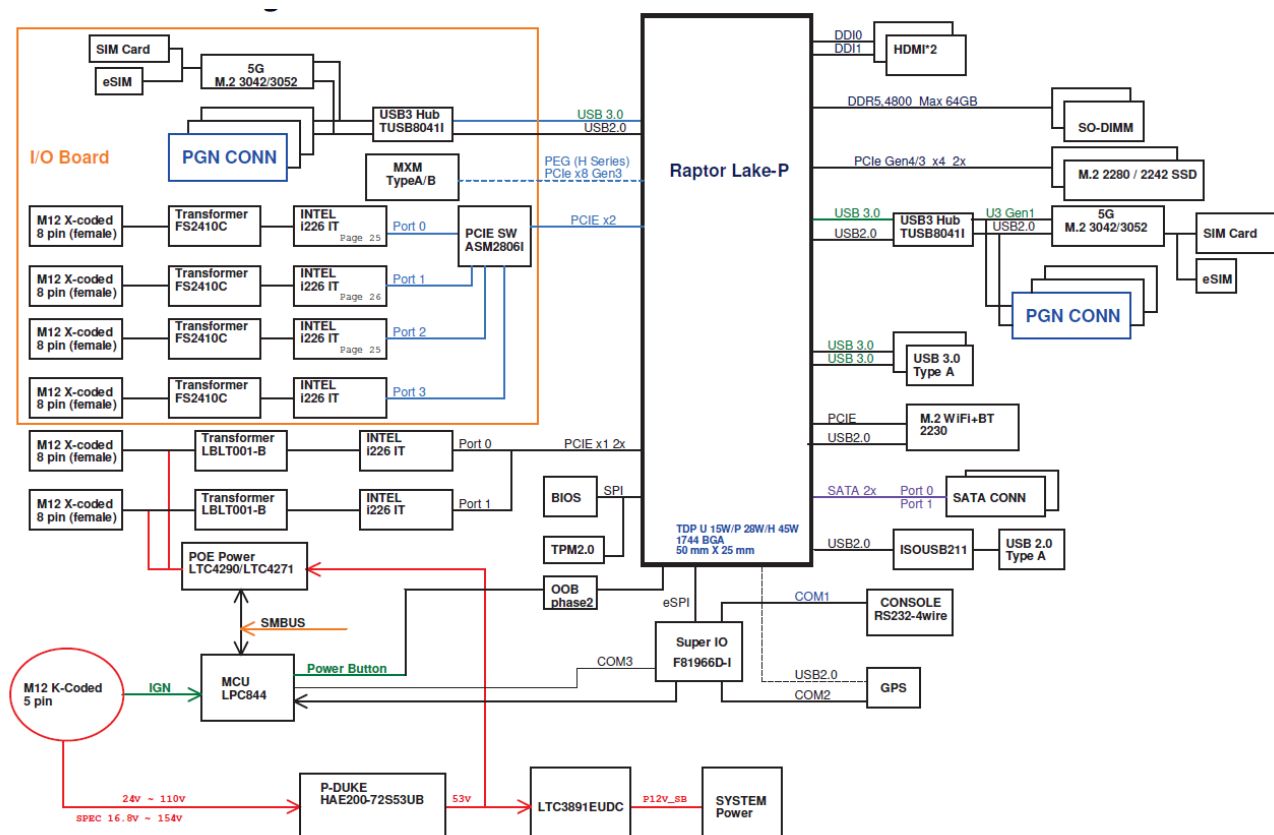 SIM Card
eSIM
5G
M.2 3042/3052
USB3 Hub
TUSB8041I
USB 3.0
USB2.0
I/O Board
PGN CONN
MXM
TypeA/B
PEG (H Series)
PCIe x8 Gen3
M12 X-coded
8 pin (female)
Transformer
FS2410C
INTEL
i226 IT
Page 25
Port 0
PCIE SW
ASM2806I
PCIE x2
M12 X-coded
8 pin (female)
Transformer
FS2410C
INTEL
i226 IT
Page 26
Port 1
M12 X-coded
8 pin (female)
Transformer
FS2410C
INTEL
i226 IT
Page 25
Port 2
M12 X-coded
8 pin (female)
Transformer
FS2410C
INTEL
i226 IT
Port 3
M12 X-coded
8 pin (female)
Transformer
LBLT001-B
INTEL
i226 IT
Port 0
PCIE x1 2x
M12 X-coded
8 pin (female)
Transformer
LBLT001-B
INTEL
i226 IT
Port 1
BIOS
SPI
TPM2.0
POE Power
LTC4290/LTC4271
OOB
phase2
SMBUS
M12 K-Coded
5 pin
IGN
MCU
LPC844
Power Button
COM3
24V ~ 110V
SPEC 16.8V ~ 154V
P-DUKE
HAE200-72S53UB
53V
LTC3891EUDC
P12V_SB
SYSTEM
Power
Raptor Lake-P
TDP U 15W/P 28W/H 45W
1744 BGA
50 mm X 25 mm
eSPI
Super IO
F81966D-I
DDI0
DDI1
HDMI*2
DDR5,4800 Max 64GB
SO-DIMM
PCIe Gen4/3 x4 2x
M.2 2280 / 2242 SSD
USB 3.0
USB2.0
USB3 Hub
TUSB8041I
U3 Gen1
USB2.0
5G
M.2 3042/3052
SIM Card
eSIM
PGN CONN
USB 3.0
USB 3.0
USB 3.0
Type A
PCIE
USB2.0
M.2 WiFi+BT
2230
SATA 2x
Port 0
Port 1
SATA CONN
USB2.0
ISOUSB211
USB 2.0
Type A
COM1
CONSOLE
RS232-4wire
USB2.0
COM2
GPS